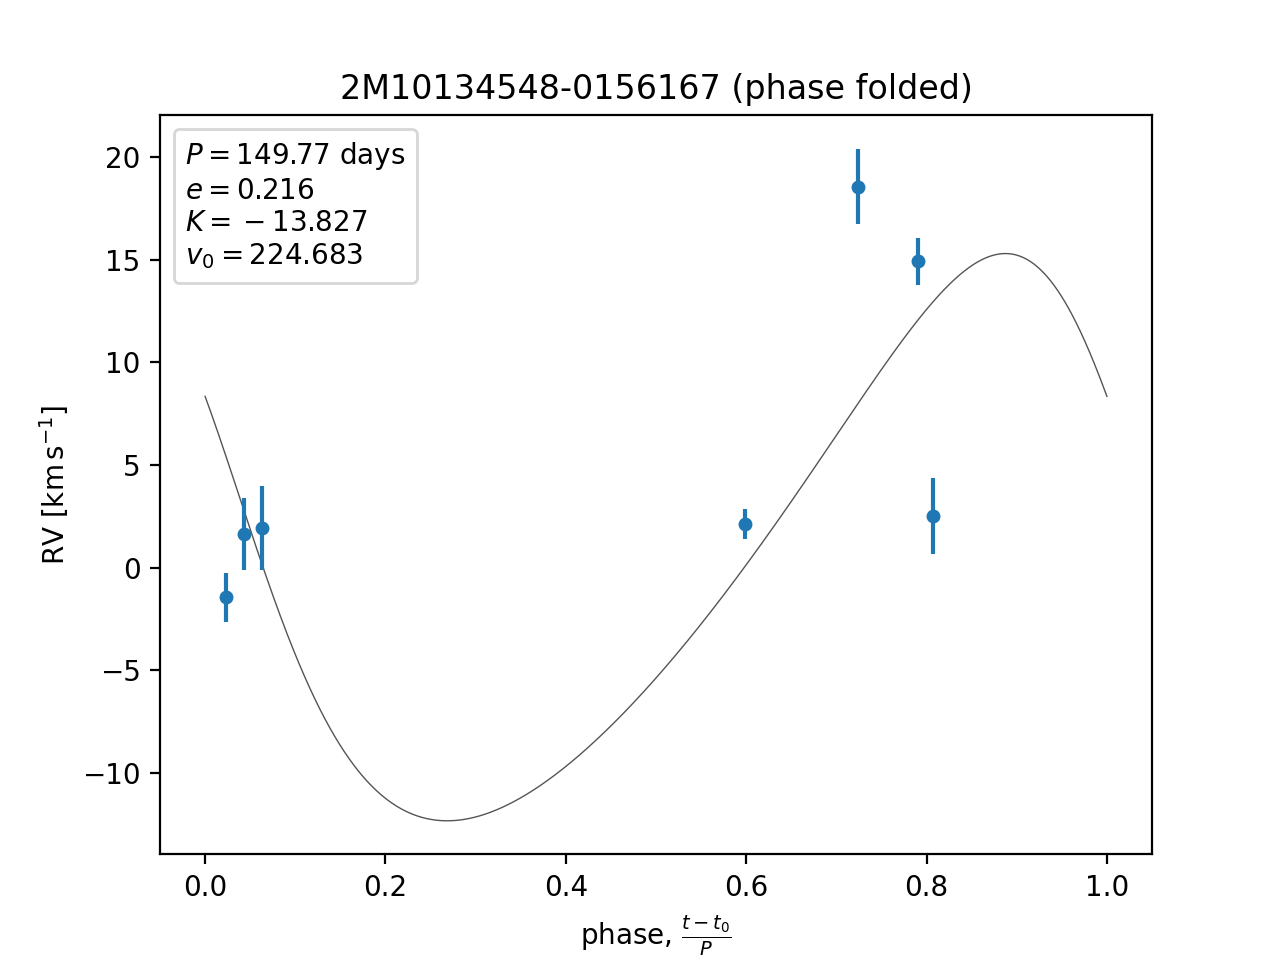 2M10134548-0156167 (phase folded)
P = 149.77 days
e = 0.216
K = −13.827
v₀ = 224.683
20
15
10
5
0
−5
−10
RV [km s⁻¹]
0.0 0.2 0.4 0.6 0.8 1.0
phase, (t − t₀)/P